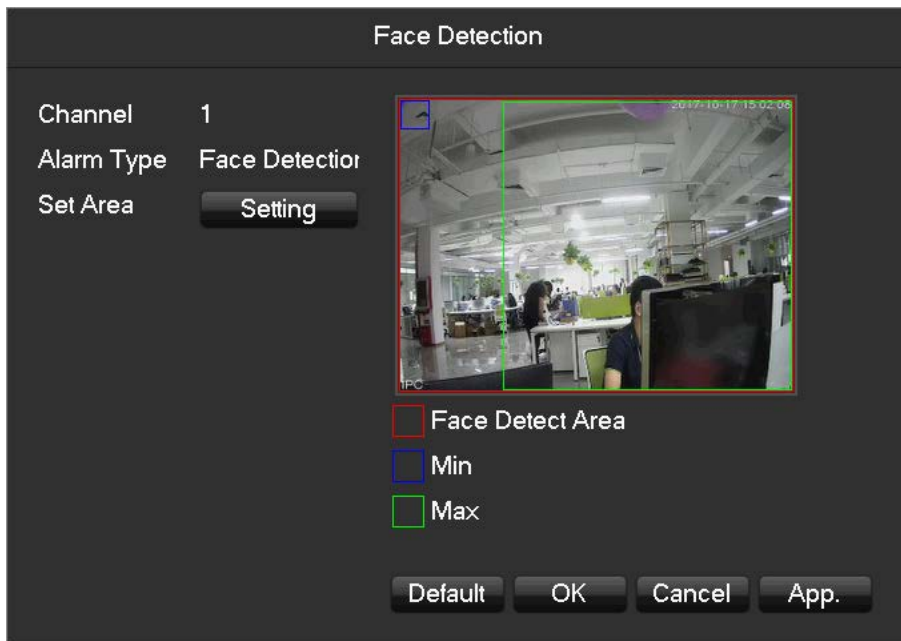 Face Detection
Channel 1
Alarm Type Face Detection
Set Area Setting
2017-10-17 15:02:08
IPC
Face Detect Area
Min
Max
Default OK Cancel App.